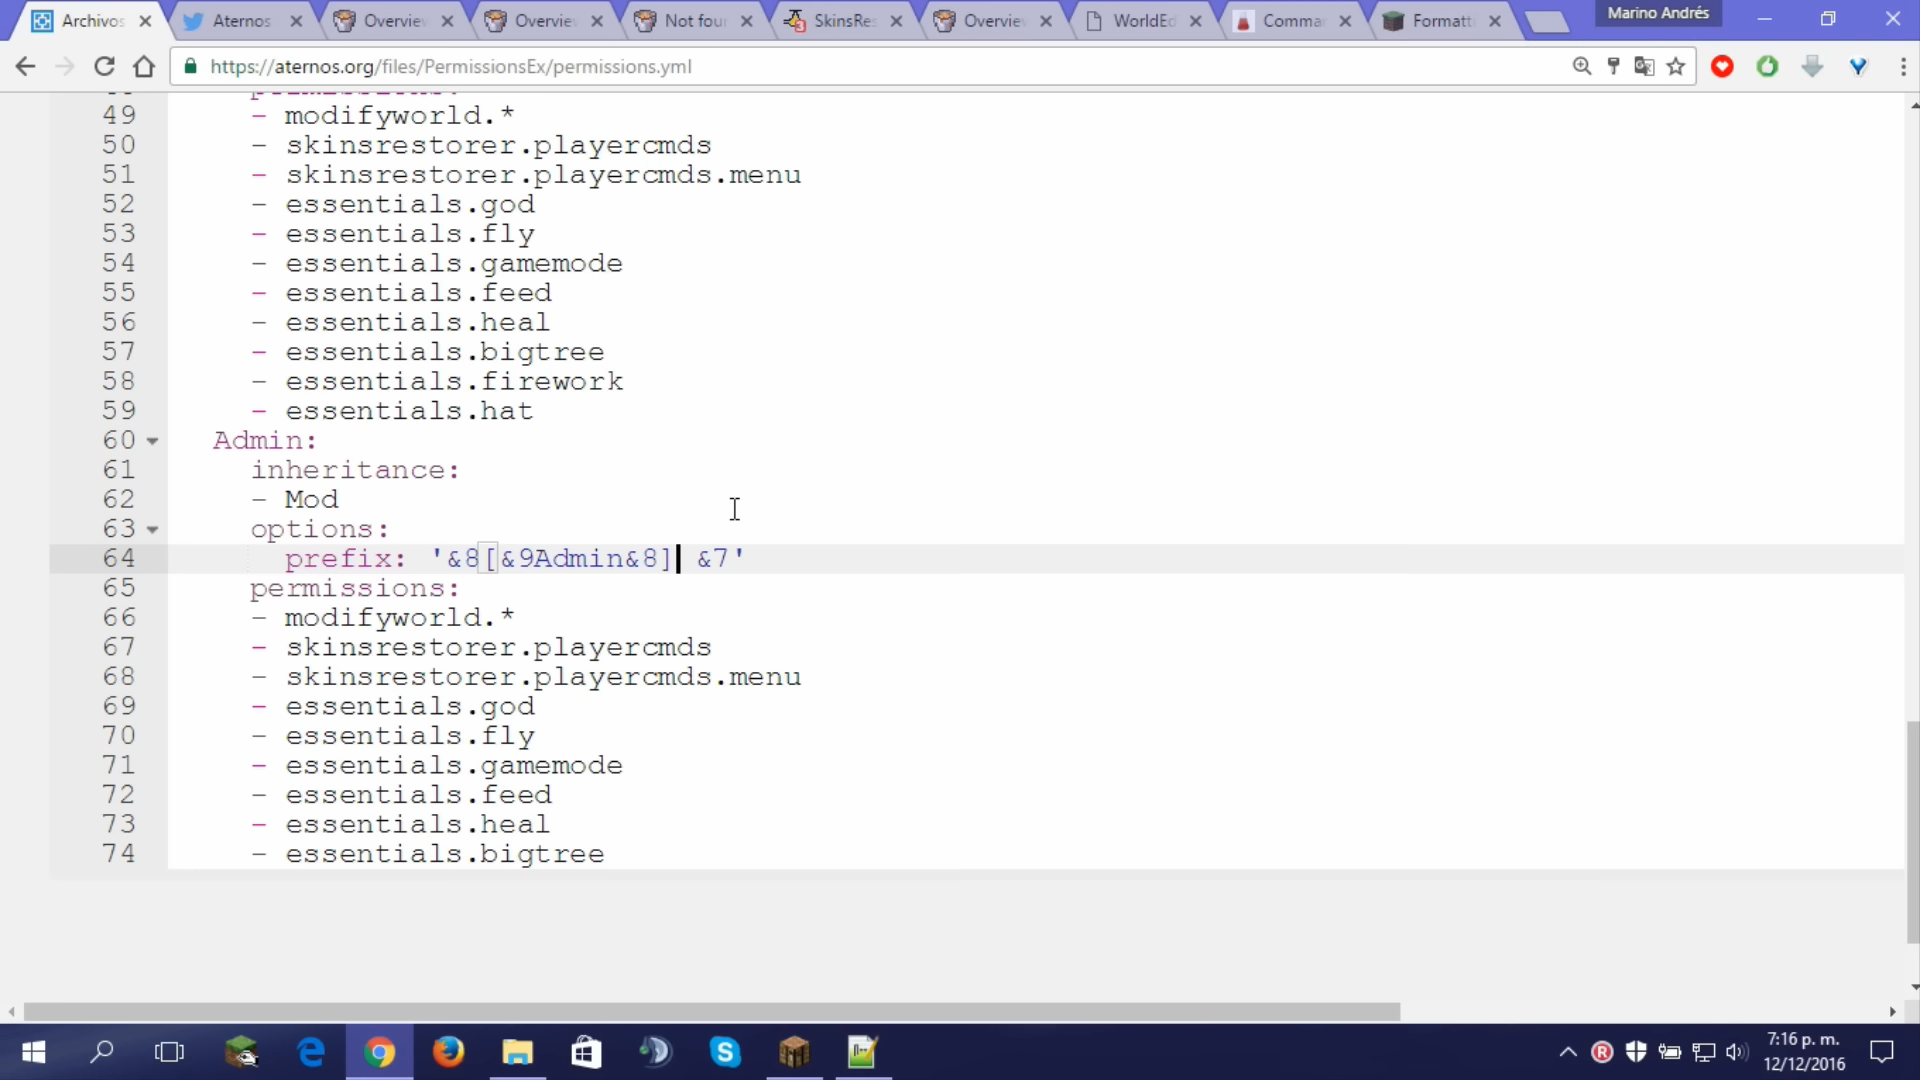 Archivos
Aternos
Overvie
Overvie
Not fou
SkinsRes
Overvie
WorldEd
Comma
Formatt
Marino Andrés
https://aternos.org/files/PermissionsEx/permissions.yml
49 - modifyworld.*
50 - skinsrestorer.playercmds
51 - skinsrestorer.playercmds.menu
52 - essentials.god
53 - essentials.fly
54 - essentials.gamemode
55 - essentials.feed
56 - essentials.heal
57 - essentials.bigtree
58 - essentials.firework
59 - essentials.hat
60 Admin:
61 inheritance:
62 - Mod
63 options:
64 prefix: '&8[&9Admin&8] &7'
65 permissions:
66 - modifyworld.*
67 - skinsrestorer.playercmds
68 - skinsrestorer.playercmds.menu
69 - essentials.god
70 - essentials.fly
71 - essentials.gamemode
72 - essentials.feed
73 - essentials.heal
74 - essentials.bigtree
7:16 p. m.
12/12/2016